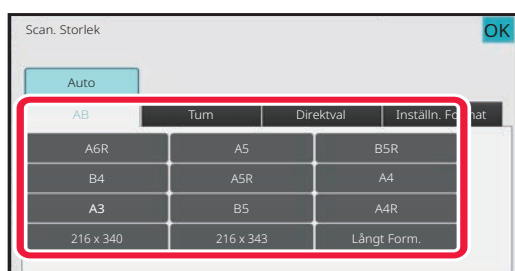 Scan. Storlek OK
Auto
AB Tum Direktval Inställn. Format
A6R A5 B5R
B4 A5R A4
A3 B5 A4R
216 x 340 216 x 343 Långt Form.